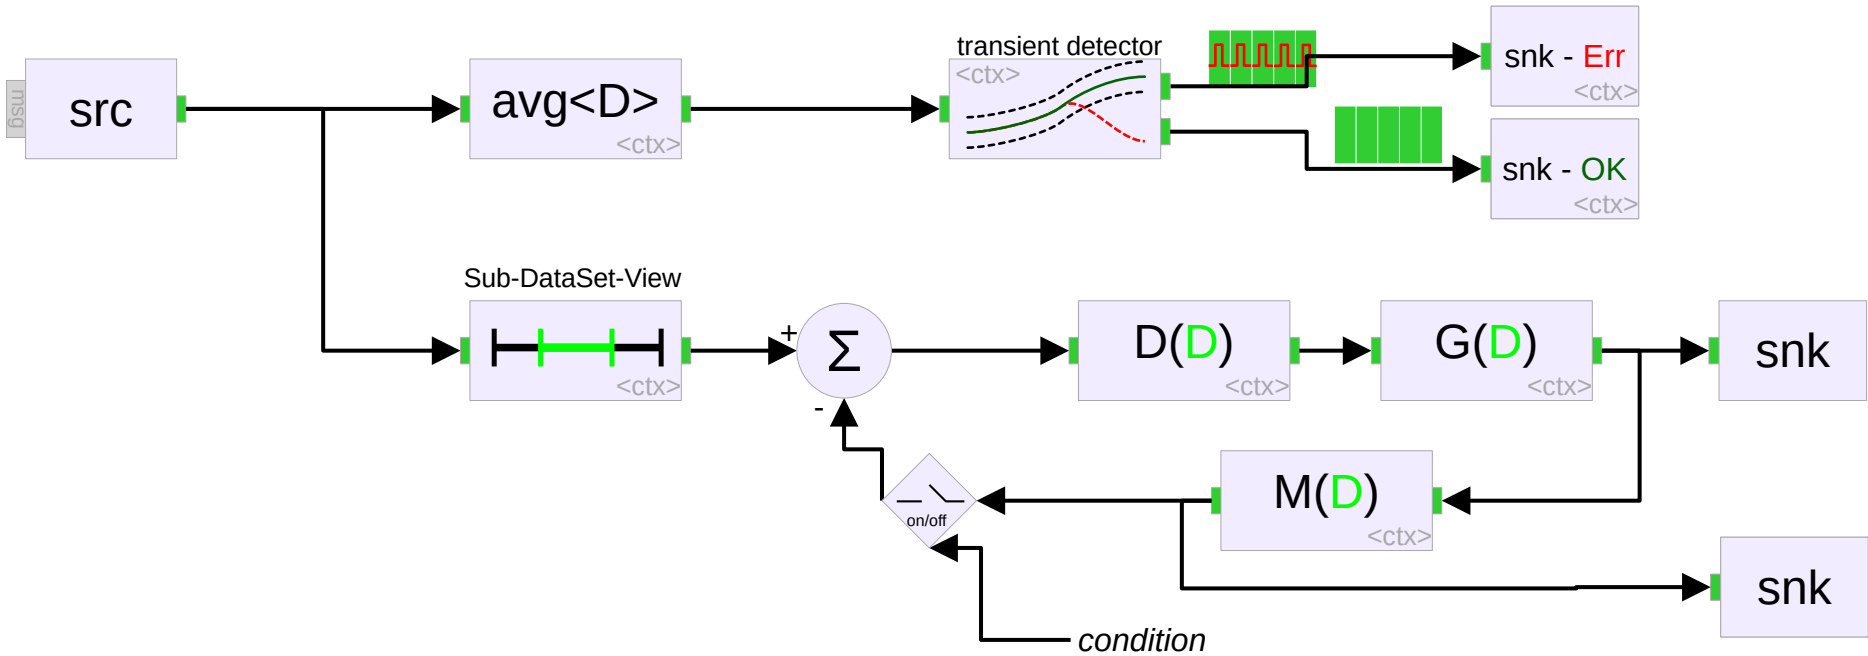 msg
src
avg<D>
<ctx>
transient detector
<ctx>
snk - Err
<ctx>
snk - OK
<ctx>
Sub-DataSet-View
<ctx>
+
Σ
-
D(D)
<ctx>
G(D)
<ctx>
snk
on/off
M(D)
<ctx>
snk
condition